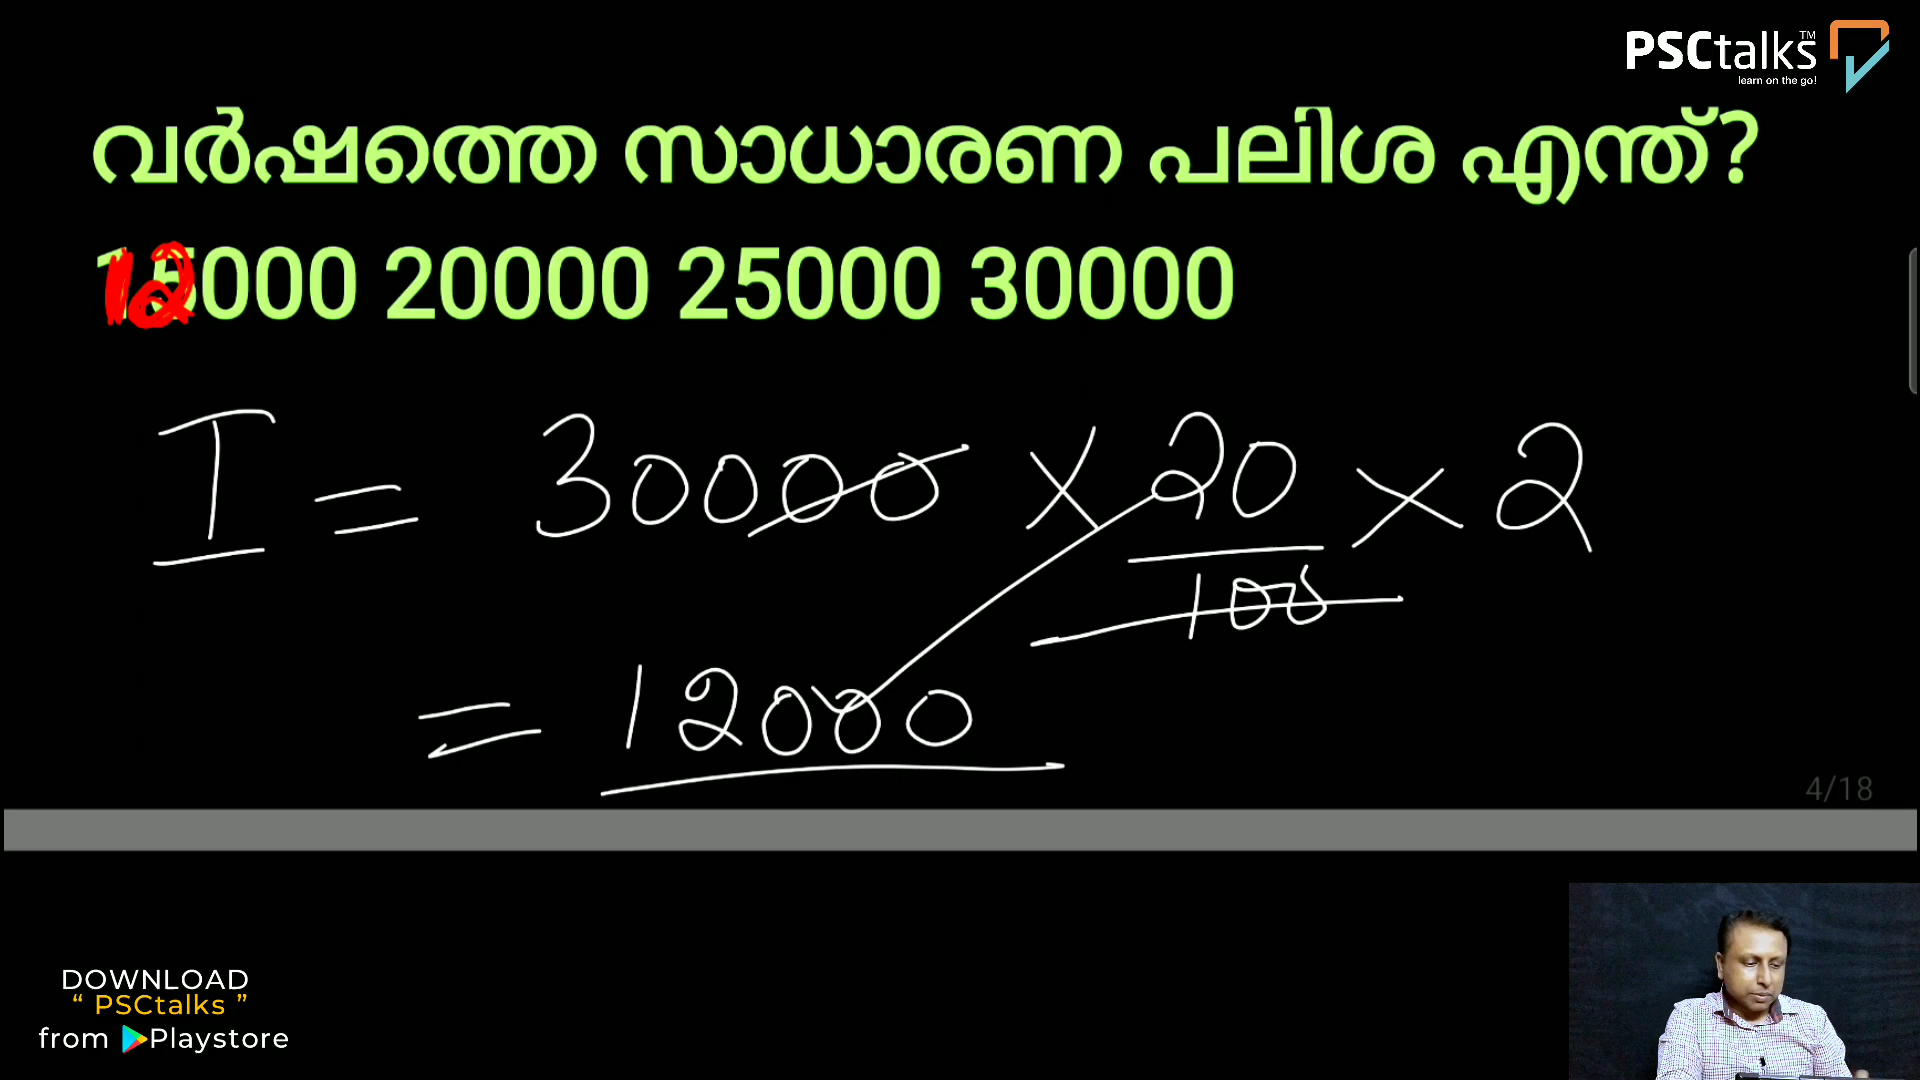 PSCtalks™
learn on the go!
വർഷത്തെ സാധാരണ പലിശ എന്ത്?
12000 20000 25000 30000
I = 30000 × 20/100 × 2
= 12000
4/18
DOWNLOAD
“ PSCtalks ”
from Playstore